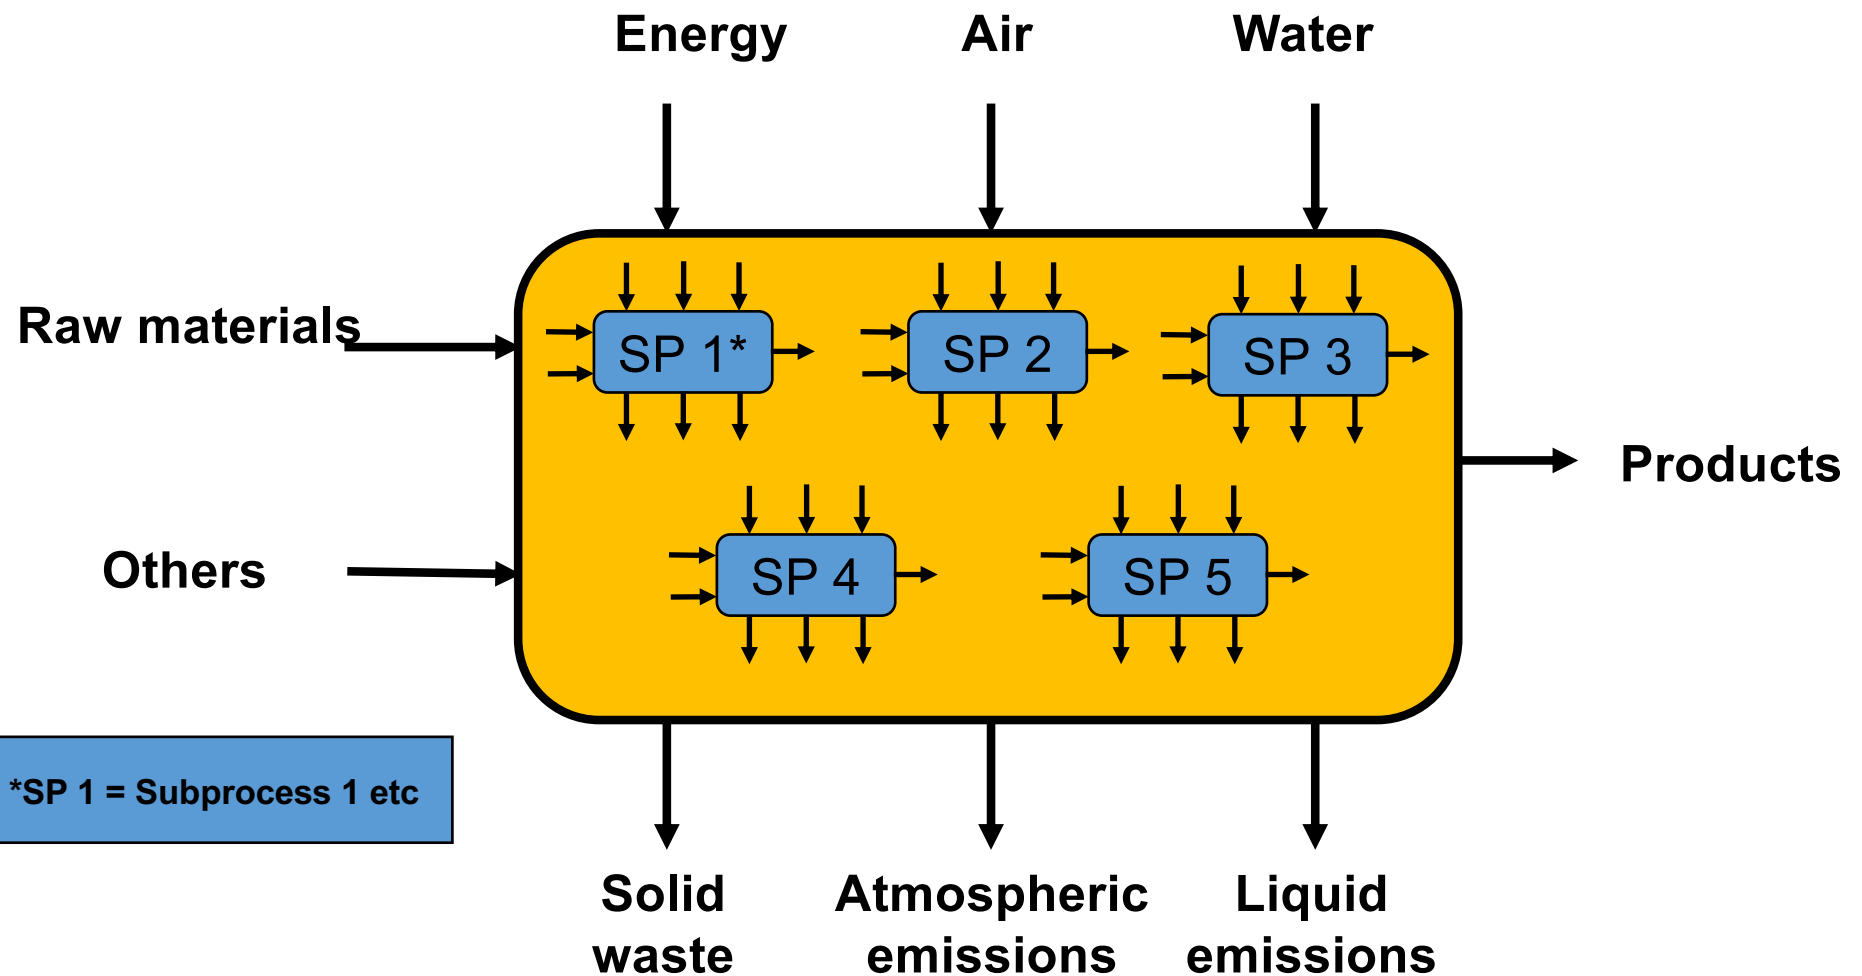 Energy
Air
Water
Raw materials
SP 1*
SP 2
SP 3
Products
Others
SP 4
SP 5
*SP 1 = Subprocess 1 etc
Solid
waste
Atmospheric
emissions
Liquid
emissions